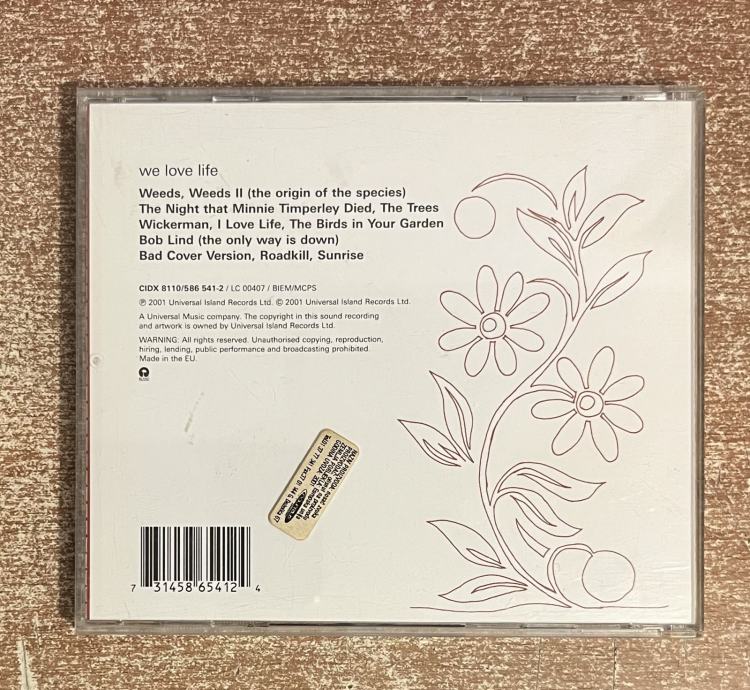 we love life
Weeds, Weeds II (the origin of the species)
The Night that Minnie Timperley Died, The Trees
Wickerman, I Love Life, The Birds in Your Garden
Bob Lind (the only way is down)
Bad Cover Version, Roadkill, Sunrise
CIDX 8110/586 541-2 / LC 00407 / BIEM/MCPS
℗ 2001 Universal Island Records Ltd. © 2001 Universal Island Records Ltd.
A Universal Music company. The copyright in this sound recording
and artwork is owned by Universal Island Records Ltd.
WARNING: All rights reserved. Unauthorised copying, reproduction,
hiring, lending, public performance and broadcasting prohibited.
Made in the EU.
7 31458 65412 4